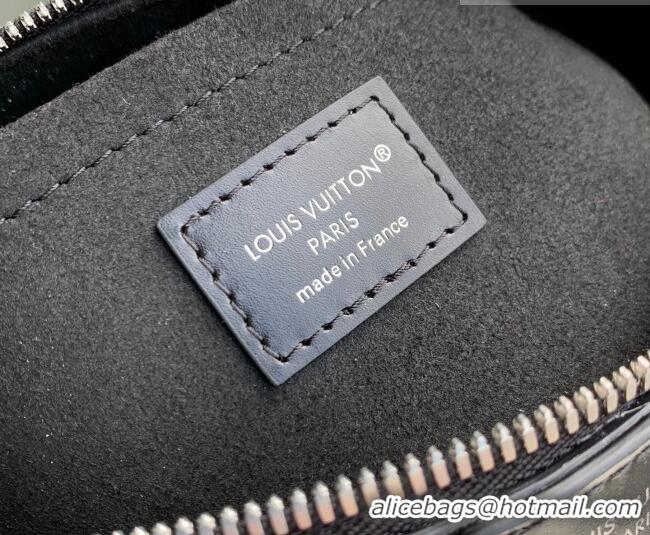 LOUIS VUITTON®
PARIS
made in France
alicebags@hotmail.com